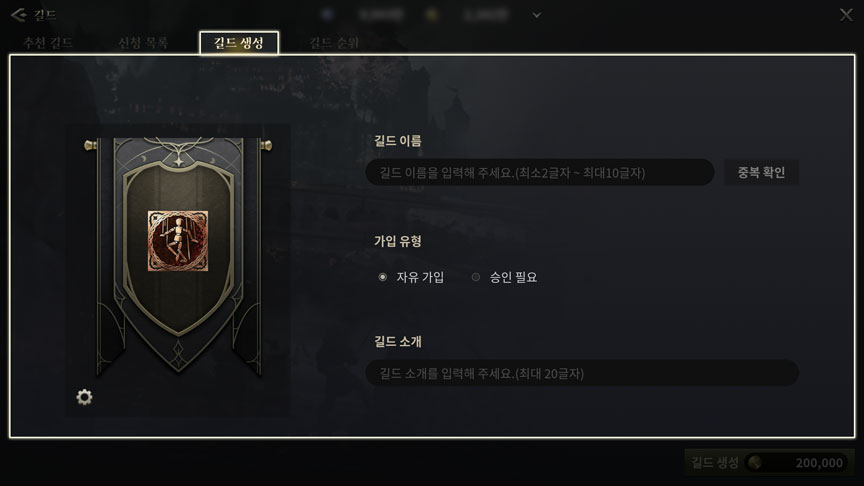 길드
추천 길드 신청 목록 길드 생성 길드 순위
길드 이름
길드 이름을 입력해 주세요.(최소2글자 ~ 최대10글자) 중복 확인
가입 유형
자유 가입 승인 필요
길드 소개
길드 소개를 입력해 주세요.(최대 20글자)
길드 생성 200,000